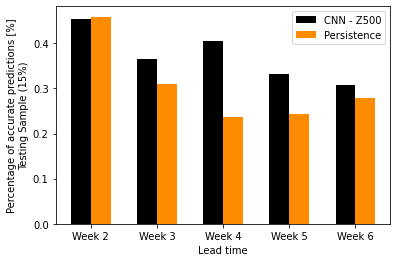 Percentage of accurate predictions [%]
Testing Sample (15%)
0.4
0.3
0.2
0.1
0.0
CNN - Z500
Persistence
Week 2
Week 3
Week 4
Week 5
Week 6
Lead time